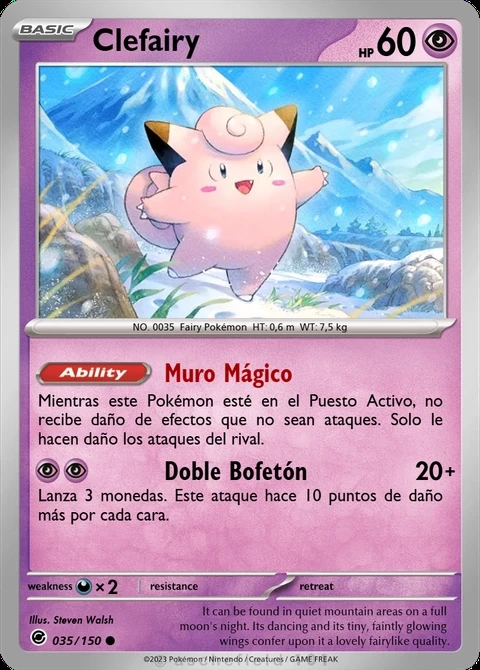 BASIC Clefairy HP 60
NO. 0035 Fairy Pokémon HT: 0,6 m WT: 7,5 kg
Ability Muro Mágico
Mientras este Pokémon esté en el Puesto Activo, no
recibe daño de efectos que no sean ataques. Solo le
hacen daño los ataques del rival.
Doble Bofetón 20+
Lanza 3 monedas. Este ataque hace 10 puntos de daño
más por cada cara.
weakness ×2 resistance retreat
Illus. Steven Walsh
035/150
It can be found in quiet mountain areas on a full
moon's night. Its dancing and its tiny, faintly glowing
wings confer upon it a lovely fairylike quality.
©2023 Pokémon / Nintendo / Creatures / GAME FREAK